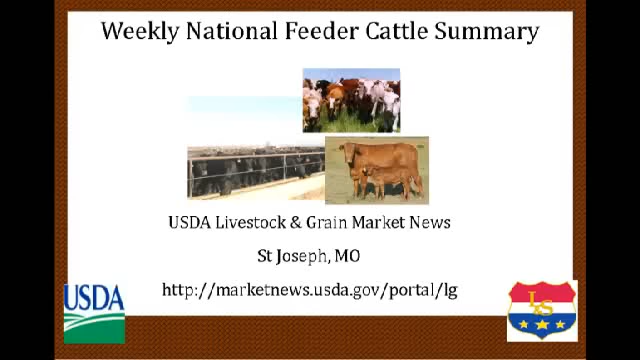 Weekly National Feeder Cattle Summary
USDA Livestock & Grain Market News
St Joseph, MO
http://marketnews.usda.gov/portal/lg
USDA
LS